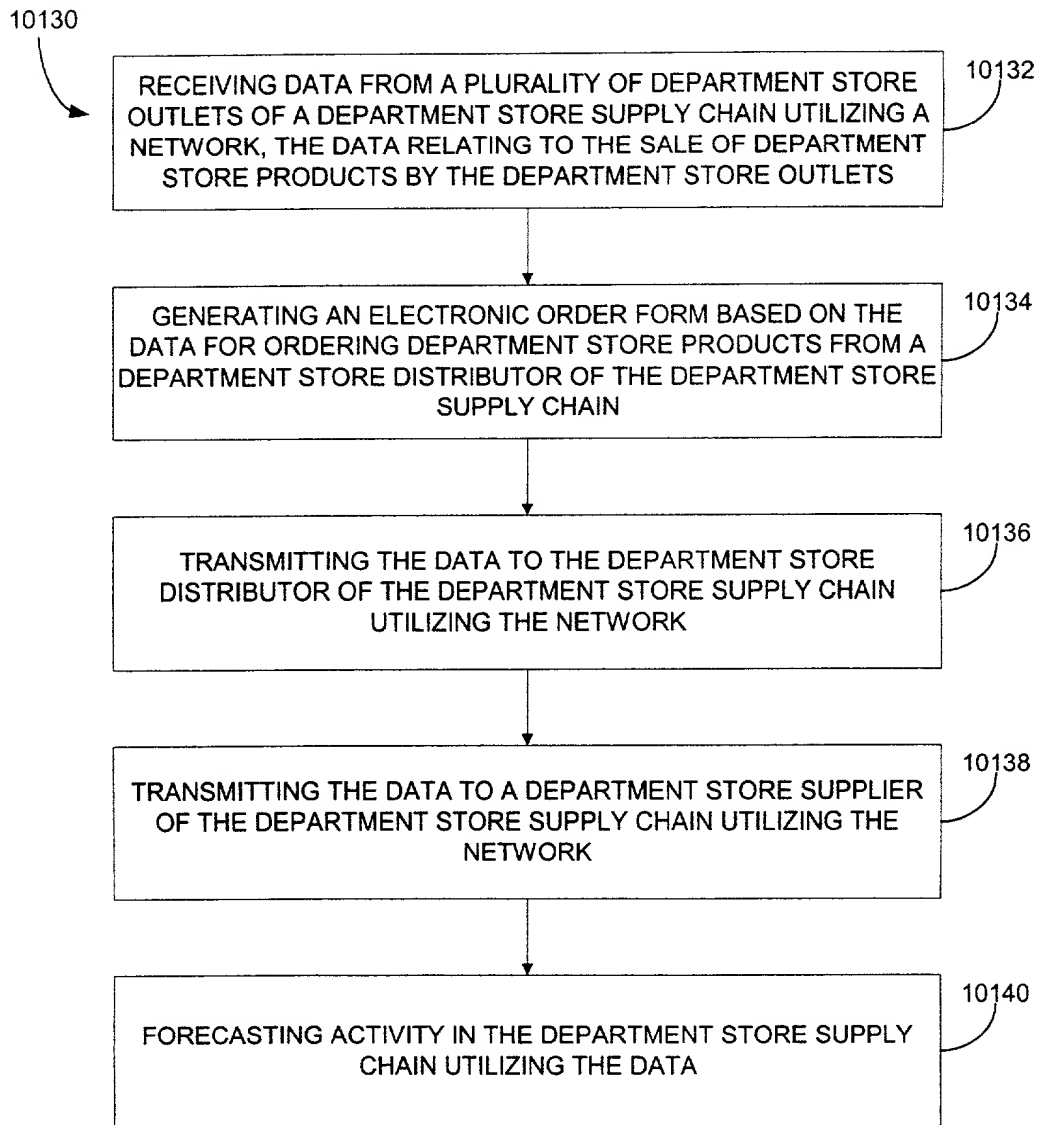 10130
RECEIVING DATA FROM A PLURALITY OF DEPARTMENT STORE
OUTLETS OF A DEPARTMENT STORE SUPPLY CHAIN UTILIZING A
NETWORK, THE DATA RELATING TO THE SALE OF DEPARTMENT
STORE PRODUCTS BY THE DEPARTMENT STORE OUTLETS
10132
GENERATING AN ELECTRONIC ORDER FORM BASED ON THE
DATA FOR ORDERING DEPARTMENT STORE PRODUCTS FROM A
DEPARTMENT STORE DISTRIBUTOR OF THE DEPARTMENT STORE
SUPPLY CHAIN
10134
TRANSMITTING THE DATA TO THE DEPARTMENT STORE
DISTRIBUTOR OF THE DEPARTMENT STORE SUPPLY CHAIN
UTILIZING THE NETWORK
10136
TRANSMITTING THE DATA TO A DEPARTMENT STORE SUPPLIER
OF THE DEPARTMENT STORE SUPPLY CHAIN UTILIZING THE
NETWORK
10138
FORECASTING ACTIVITY IN THE DEPARTMENT STORE SUPPLY
CHAIN UTILIZING THE DATA
10140